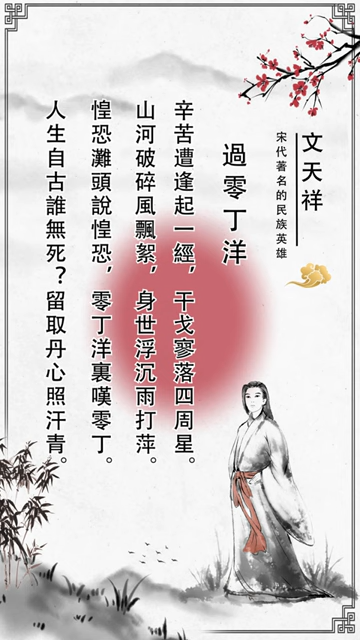 文天祥
宋代著名的民族英雄
過零丁洋
辛苦遭逢起一經，干戈寥落四周星。
山河破碎風飄絮，身世浮沉雨打萍。
惶恐灘頭說惶恐，零丁洋裏嘆零丁。
人生自古誰無死？留取丹心照汗青。